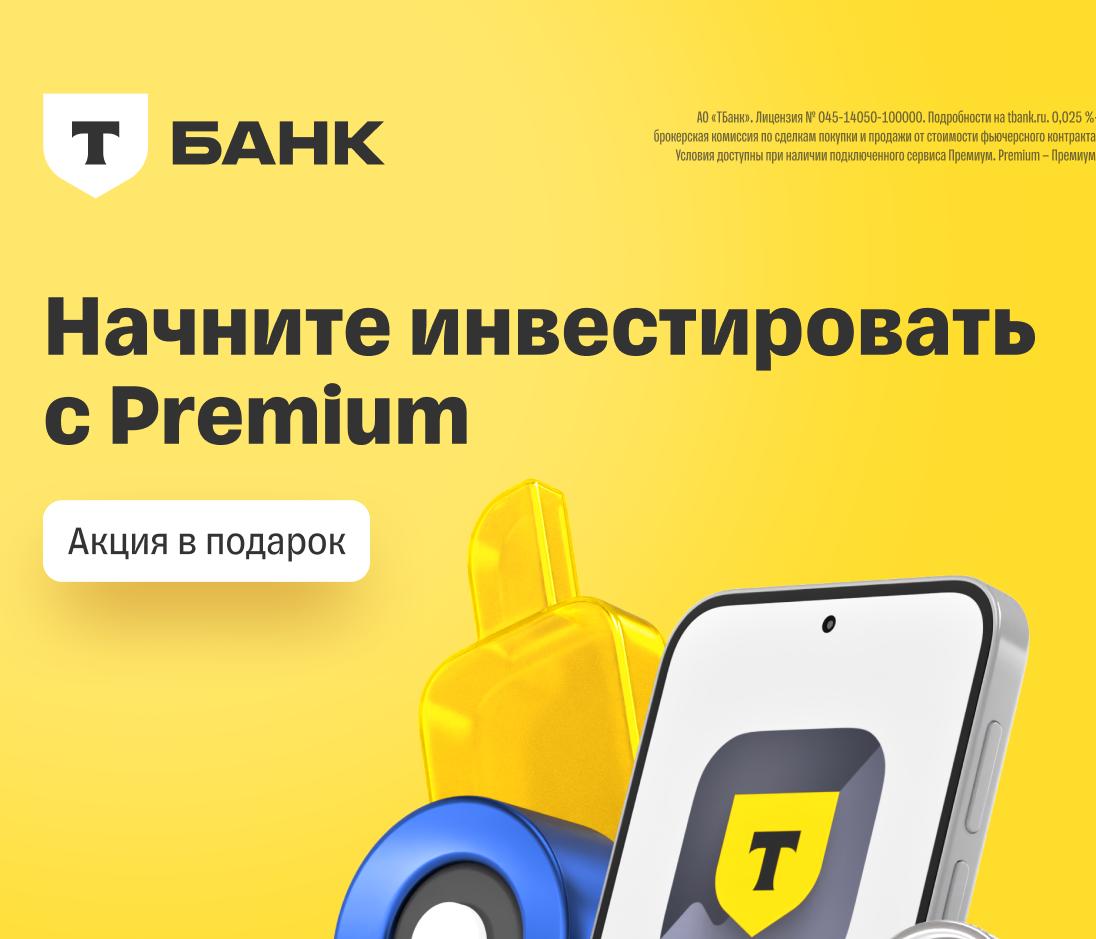 Т БАНК
АО «ТБанк». Лицензия № 045-14050-100000. Подробности на tbank.ru. 0,025 %-
брокерская комиссия по сделкам покупки и продажи от стоимости фьючерсного контракта
Условия доступны при наличии подключенного сервиса Премиум. Premium – Премиум
Начните инвестировать
с Premium
Акция в подарок
Т